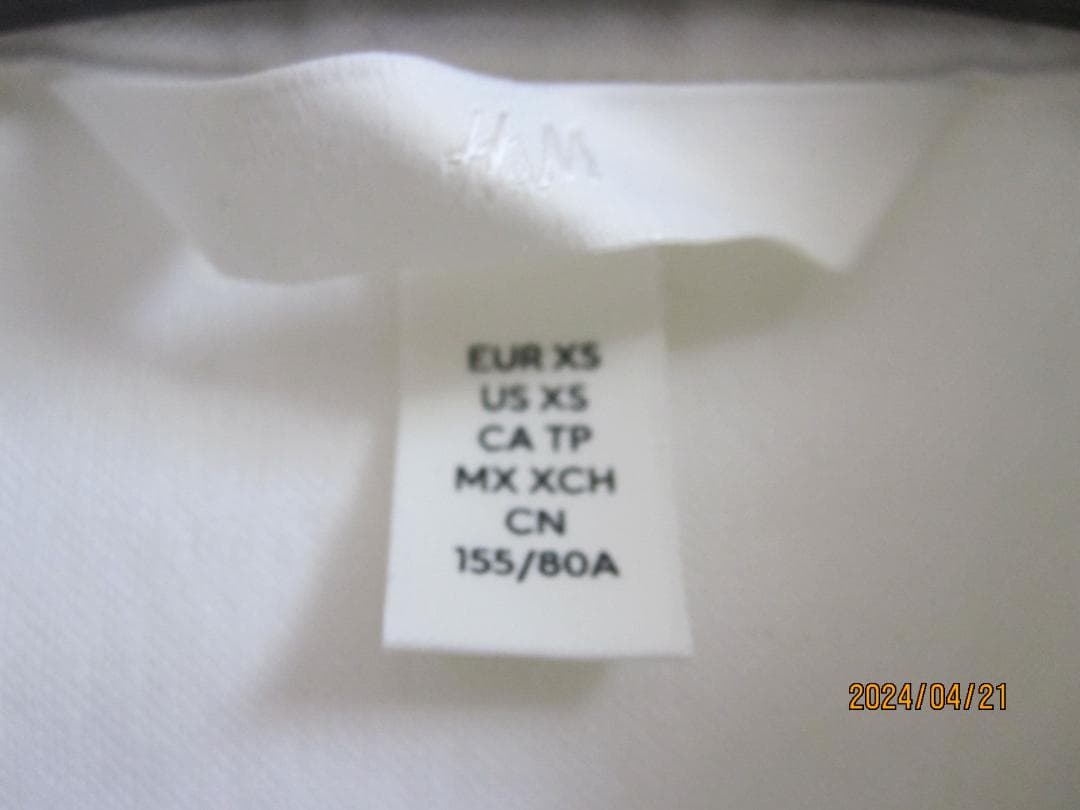 H&M
EUR XS
US XS
CA TP
MX XCH
CN
155/80A
2024/04/21